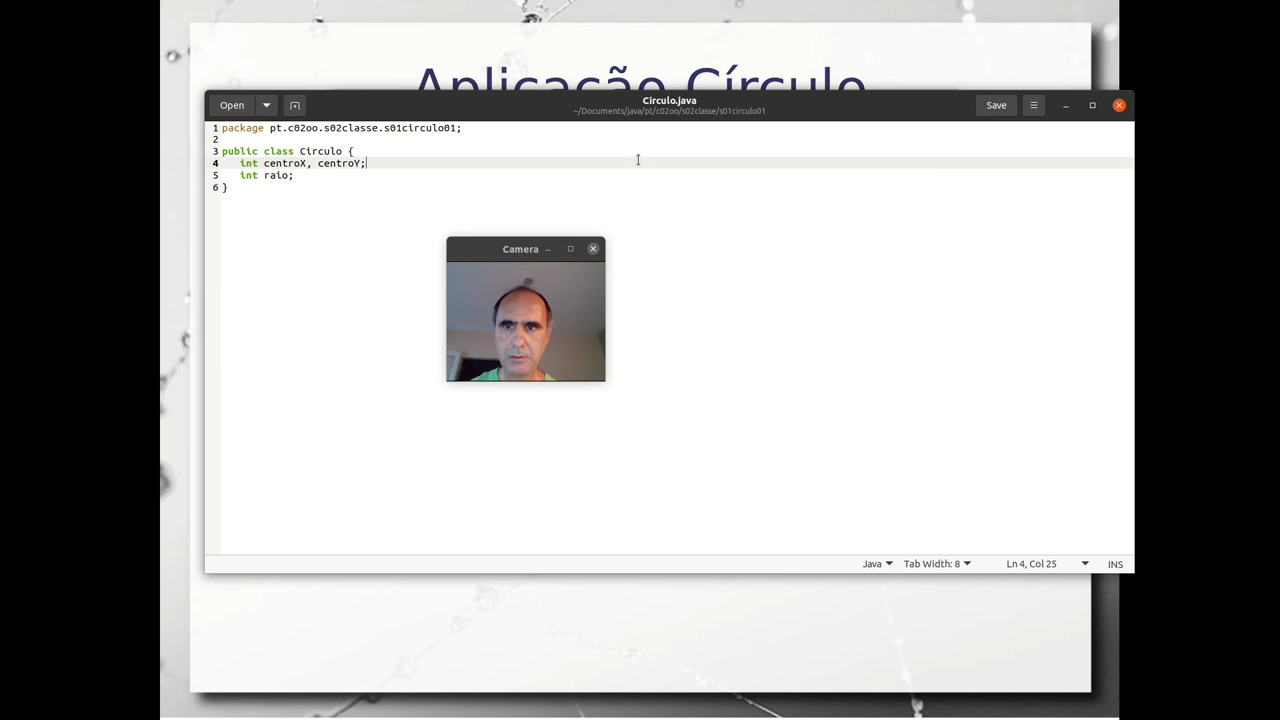 Aplicação Círculo
Open
Circulo.java
~/Documents/java/pt/c02oo/s02classe/s01circulo01
Save
1 package pt.c02oo.s02classe.s01circulo01;
2
3 public class Circulo {
4 int centroX, centroY;
5 int raio;
6 }
Camera
Java
Tab Width: 8
Ln 4, Col 25
INS